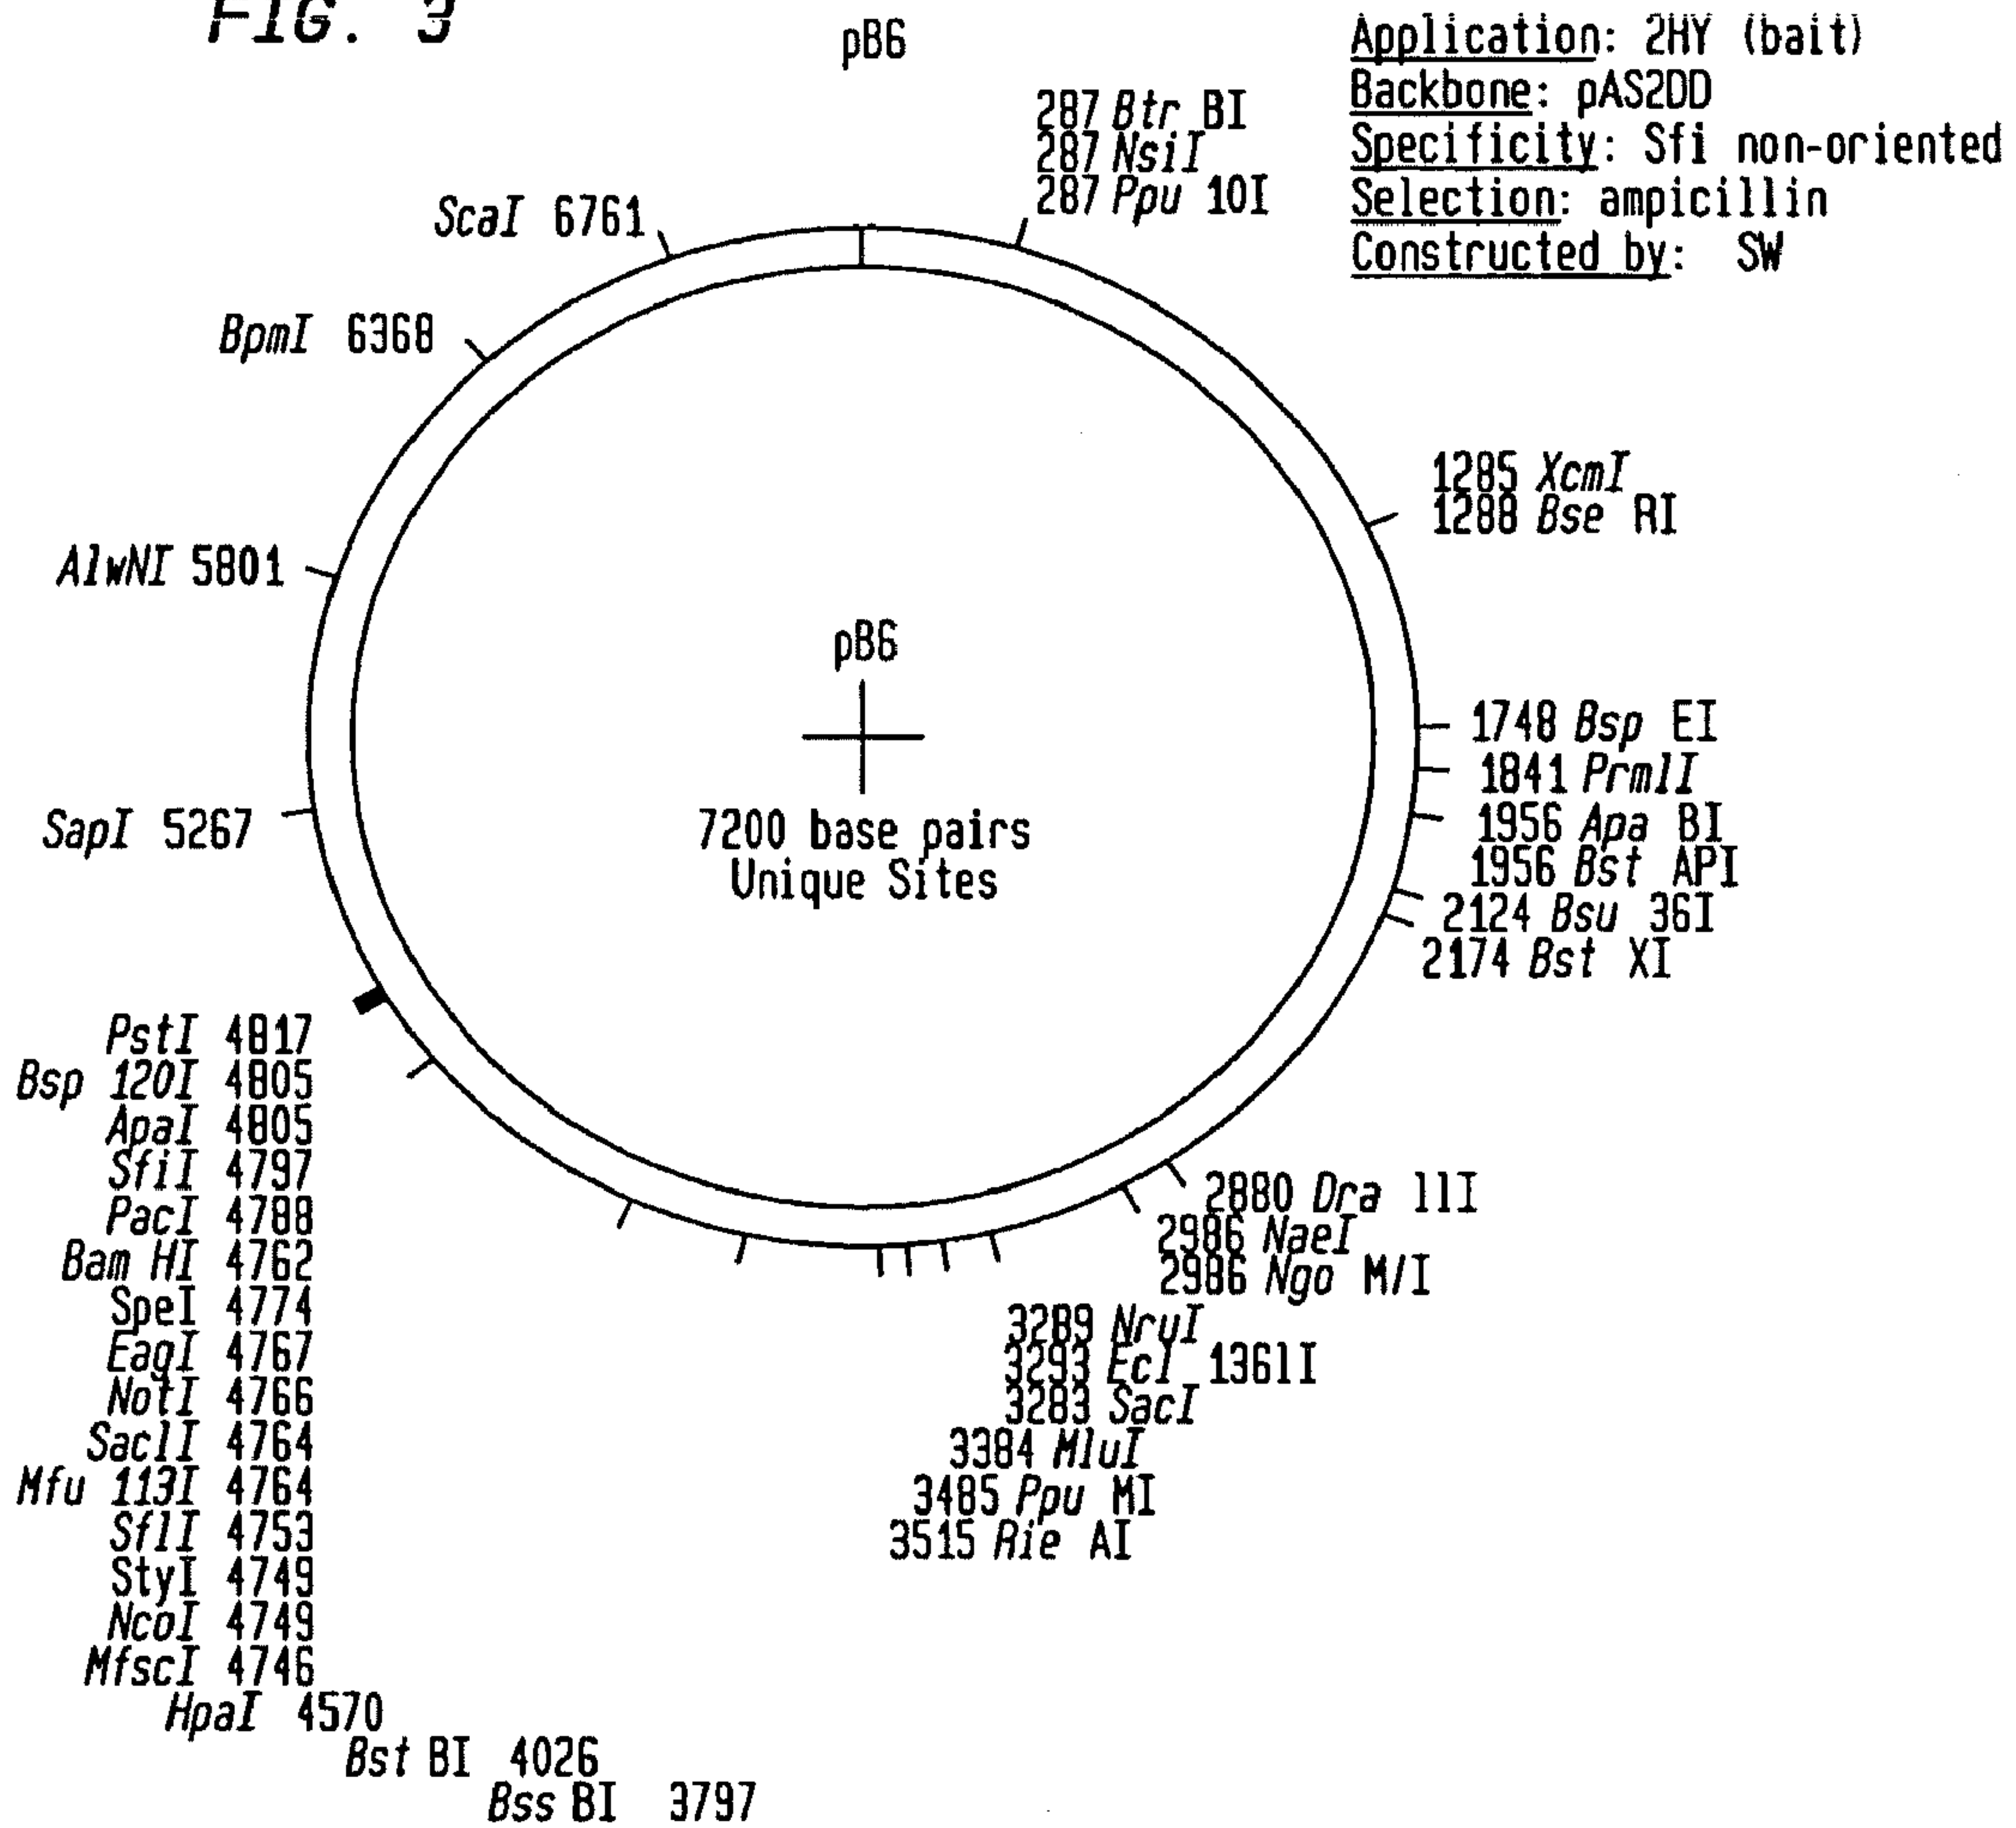 FIG. 3
pB6
Application: 2HY (bait)
Backbone: pAS2DD
Specificity: Sfi non-oriented
Selection: ampicillin
Constructed by: SW
287 Btr BI
287 NsiI
287 Ppu 10I
ScaI 6761
BpmI 6368
AlwNI 5801
SapI 5267
1285 XcmI
1288 Bse RI
1748 Bsp EI
1841 PrmlI
1956 Apa BI
1956 Bst API
2124 Bsu 36I
2174 Bst XI
pB6
7200 base pairs
Unique Sites
2880 Dra llI
2986 NaeI
2986 Ngo M/I
3289 NruI
3293 EcI 136lI
3283 SacI
3384 MluI
3485 Ppu MI
3515 Rie AI
PstI 4817
Bsp 120I 4805
ApaI 4805
SfiI 4797
PacI 4788
Bam HI 4762
SpeI 4774
EagI 4767
NotI 4766
SaclI 4764
Mfu 113I 4764
SflI 4753
StyI 4749
NcoI 4749
MfscI 4746
HpaI 4570
Bst BI 4026
Bss BI 3797